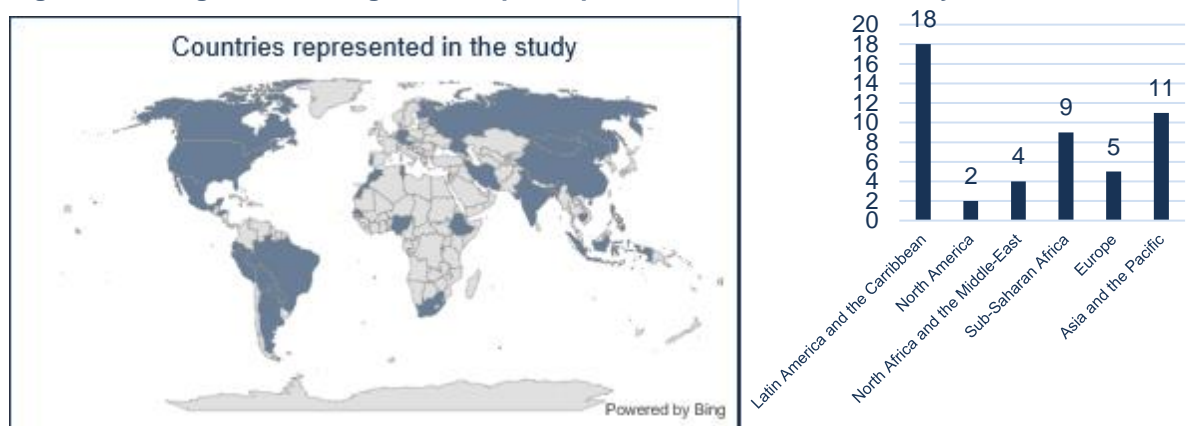 Countries represented in the study
Powered by Bing
20
18
16
14
12
10
8
6
4
2
0
18
2
4
9
5
11
Latin America and the Carribbean
North America
North Africa and the Middle-East
Sub-Saharan Africa
Europe
Asia and the Pacific